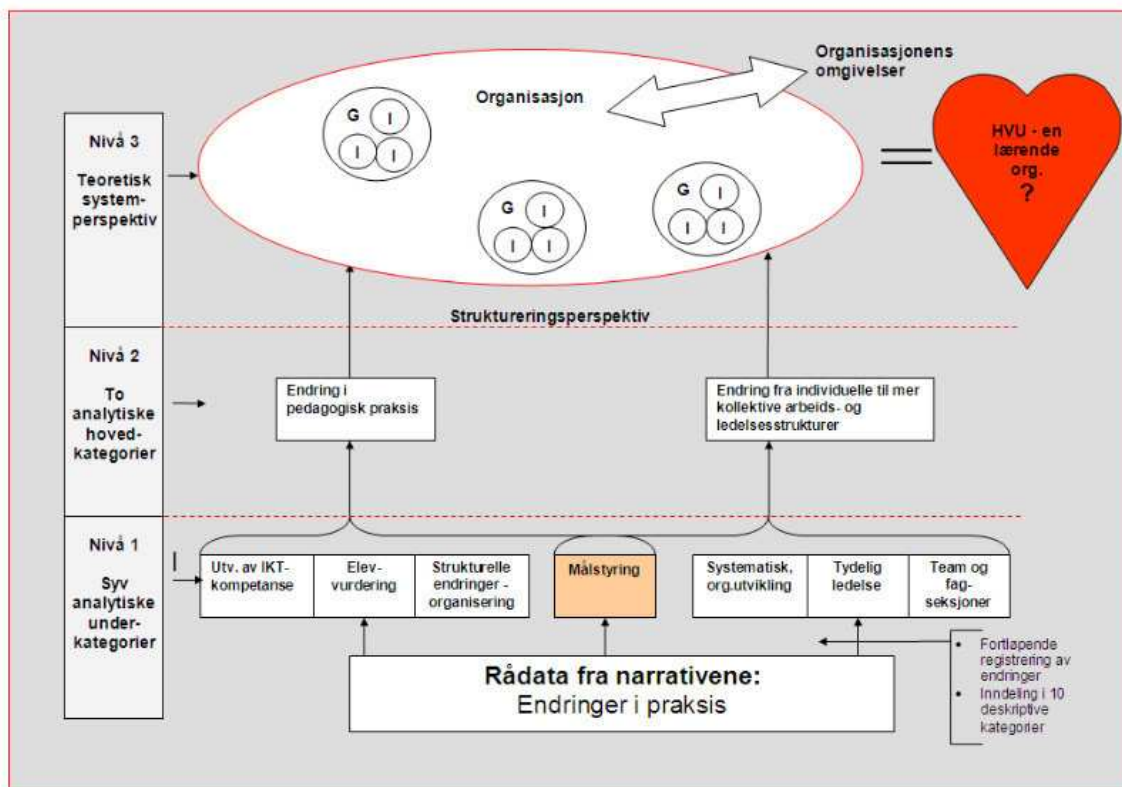 Organisasjonens
omgivelser
Organisasjon
G I
I I
G I
I I
G I
I I
HVU - en
lærende
org.
?
Nivå 3
Teoretisk
system-
perspektiv
Struktureringsperspektiv
Nivå 2
To
analytiske
hoved-
kategorier
Endring i
pedagogisk praksis
Endring fra individuelle til mer
kollektive arbeids- og
ledelsesstrukturer
Nivå 1
Syv
analytiske
under-
kategorier
Utv. av IKT-
kompetanse
Elev-
vurdering
Strukturelle
endringer -
organisering
Målstyring
Systematisk,
org.utvikling
Tydelig
ledelse
Team og
fag-
seksjoner
Rådata fra narrativene:
Endringer i praksis
• Fortløpende
registrering av
endringer
• Inndeling i 10
deskriptive
kategorier